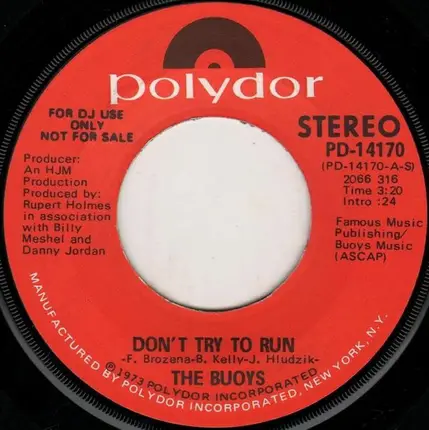 polydor
FOR DJ USE
ONLY
NOT FOR SALE
STEREO
PD-14170
(PD-14170-A-S)
2066 316
Time 3:20
Intro :24
Producer:
An HJM
Production
Produced by:
Rupert Holmes
in association
with Billy
Meshel and
Danny Jordan
Famous Music
Publishing/
Buoys Music
(ASCAP)
DON'T TRY TO RUN
-F. Brozena-B. Kelly-J. Hludzik-
THE BUOYS
℗1973 POLYDOR INCORPORATED
MANUFACTURED BY POLYDOR INCORPORATED, NEW YORK, N.Y.